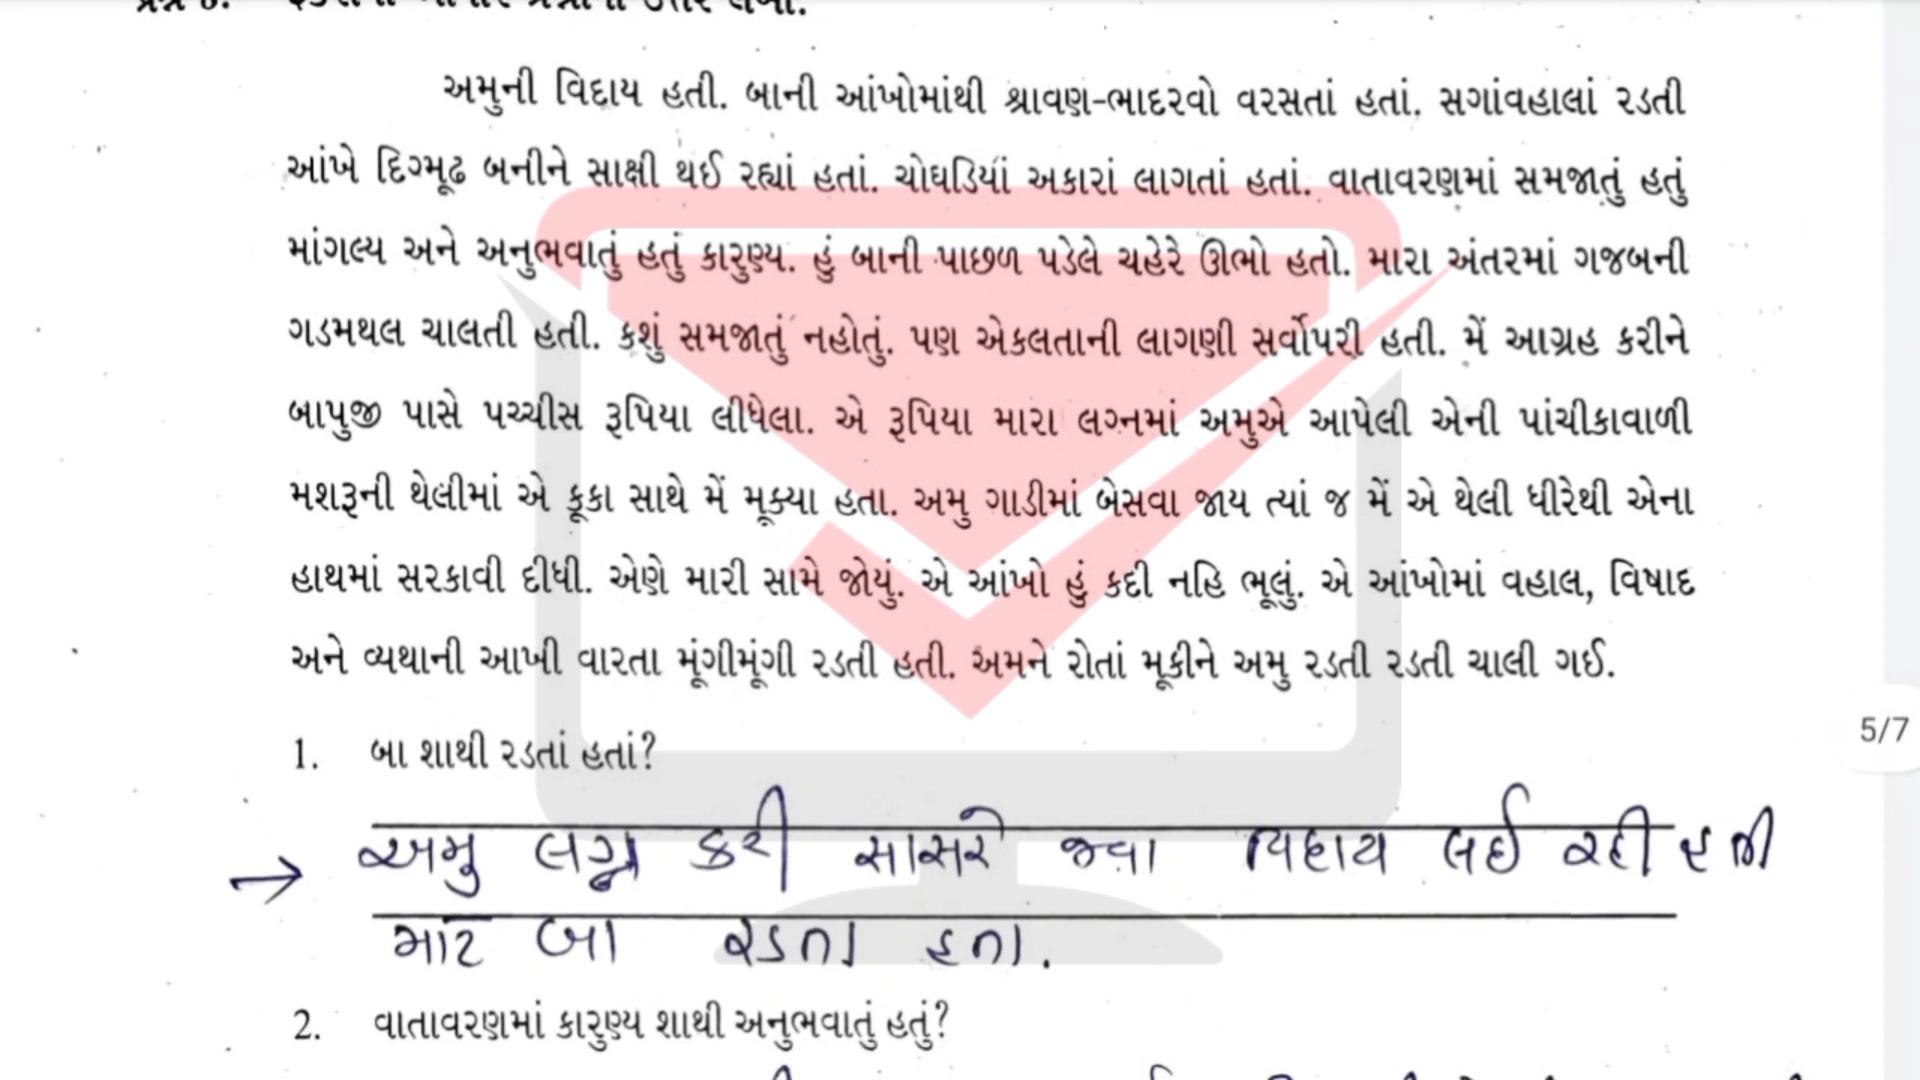 અમુની વિદાય હતી. બાની આંખોમાંથી શ્રાવણ-ભાદરવો વરસતાં હતાં. સગાંવહાલાં રડતી
આંખે દિગ્મૂઢ બનીને સાક્ષી થઈ રહ્યાં હતાં. ચોઘડિયાં અકારાં લાગતાં હતાં. વાતાવરણમાં સમજાતું હતું
માંગલ્ય અને અનુભવાતું હતું કારુણ્ય. હું બાની પાછળ પડેલે ચહેરે ઊભો હતો. મારા અંતરમાં ગજબની
ગડમથલ ચાલતી હતી. કશું સમજાતું નહોતું. પણ એકલતાની લાગણી સર્વોપરી હતી. મેં આગ્રહ કરીને
બાપુજી પાસે પચ્ચીસ રૂપિયા લીધેલા. એ રૂપિયા મારા લગ્નમાં અમુએ આપેલી એની પાંચીકાવાળી
મશરૂની થેલીમાં એ કૂકા સાથે મેં મૂક્યા હતા. અમુ ગાડીમાં બેસવા જાય ત્યાં જ મેં એ થેલી ધીરેથી એના
હાથમાં સરકાવી દીધી. એણે મારી સામે જોયું. એ આંખો હું કદી નહિ ભૂલું. એ આંખોમાં વહાલ, વિષાદ
અને વ્યથાની આખી વારતા મૂંગીમૂંગી રડતી હતી. અમને રોતાં મૂકીને અમુ રડતી રડતી ચાલી ગઈ.
5/7
1. બા શાથી રડતાં હતાં?
→ અમુ લગ્ન કરી સાસરે જવા વિદાય લઈ રહી હતી
માટે બા રડતા હતા.
2. વાતાવરણમાં કારુણ્ય શાથી અનુભવાતું હતું?